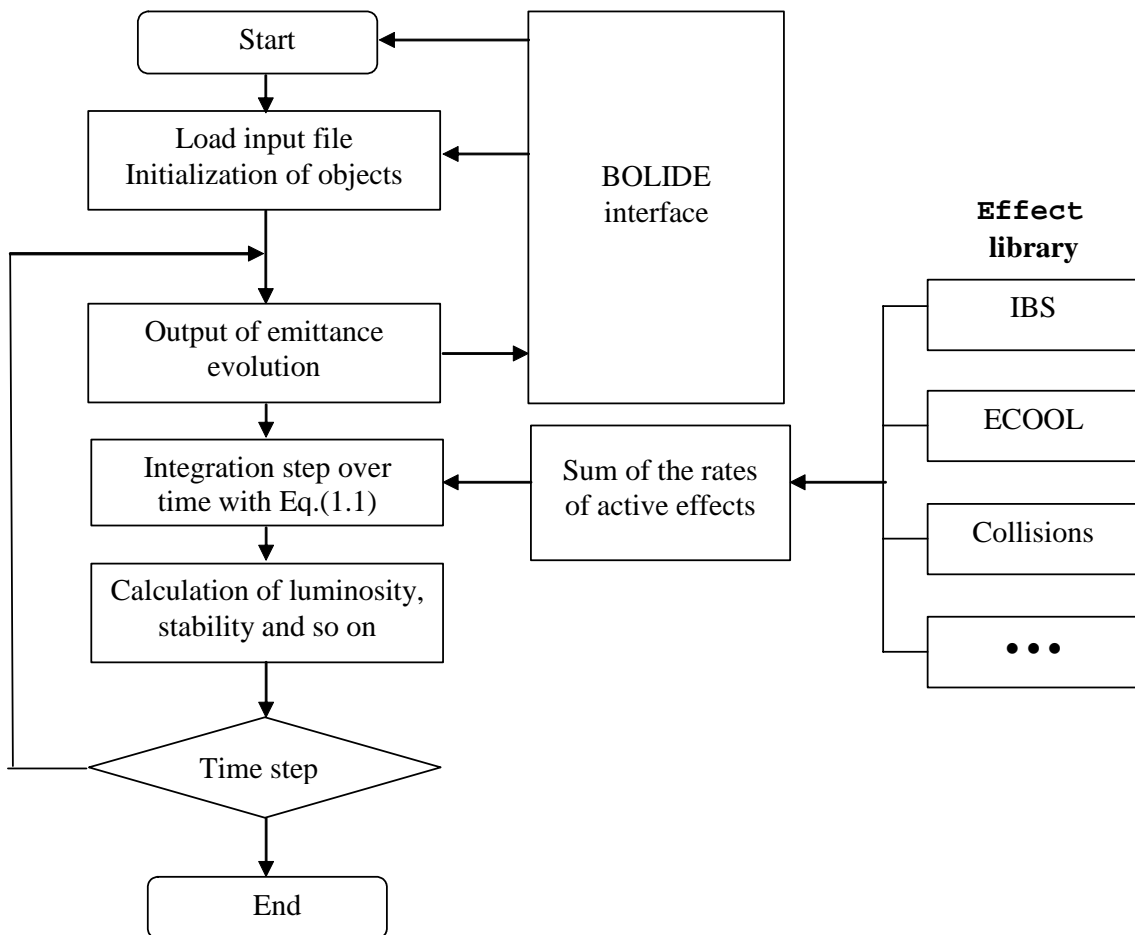 Start
Load input file
Initialization of objects
BOLIDE
interface
Effect
library
IBS
Output of emittance
evolution
ECOOL
Integration step over
time with Eq.(1.1)
Sum of the rates
of active effects
Collisions
Calculation of luminosity,
stability and so on
•••
Time step
End